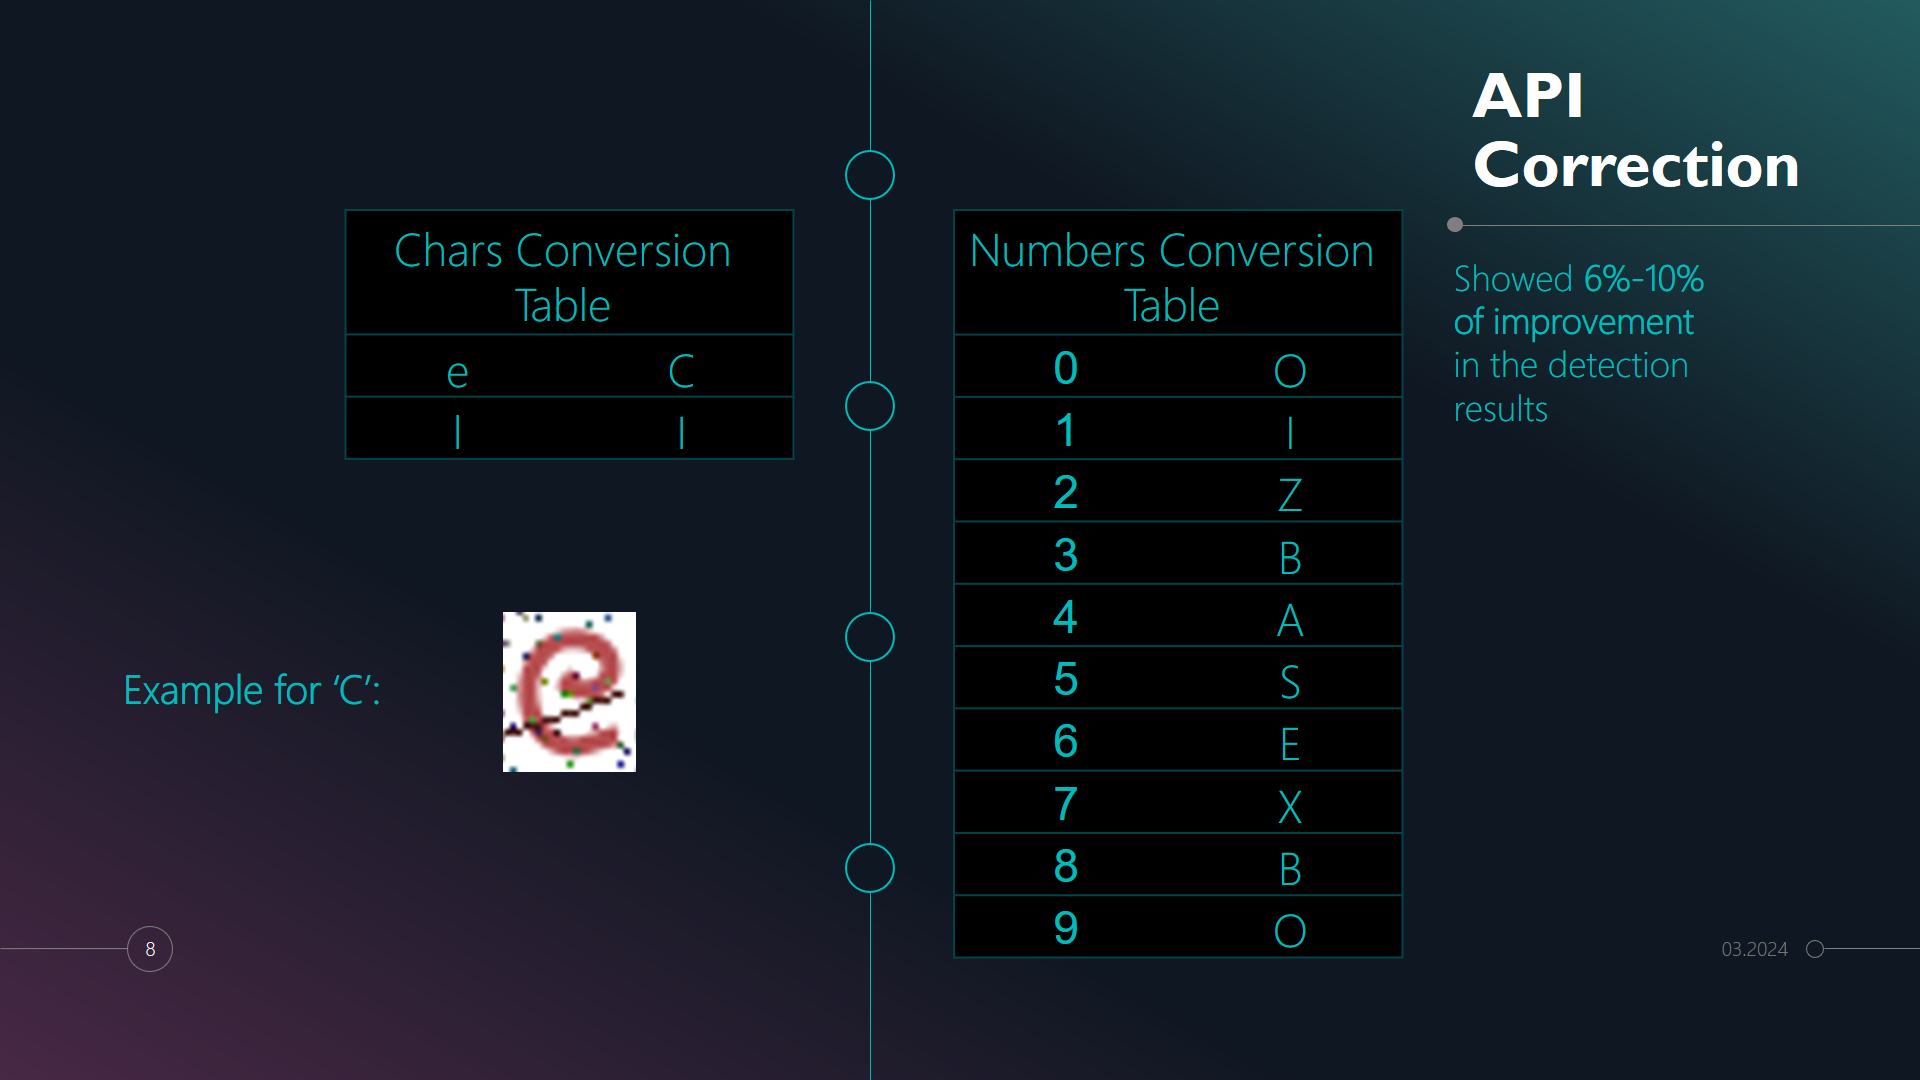 API
Correction
Showed 6%-10%
of improvement
in the detection
results
Chars Conversion
Table
e C
l I
Example for ‘C’:
Numbers Conversion
Table
0 O
1 I
2 Z
3 B
4 A
5 S
6 E
7 X
8 B
9 O
8
03.2024